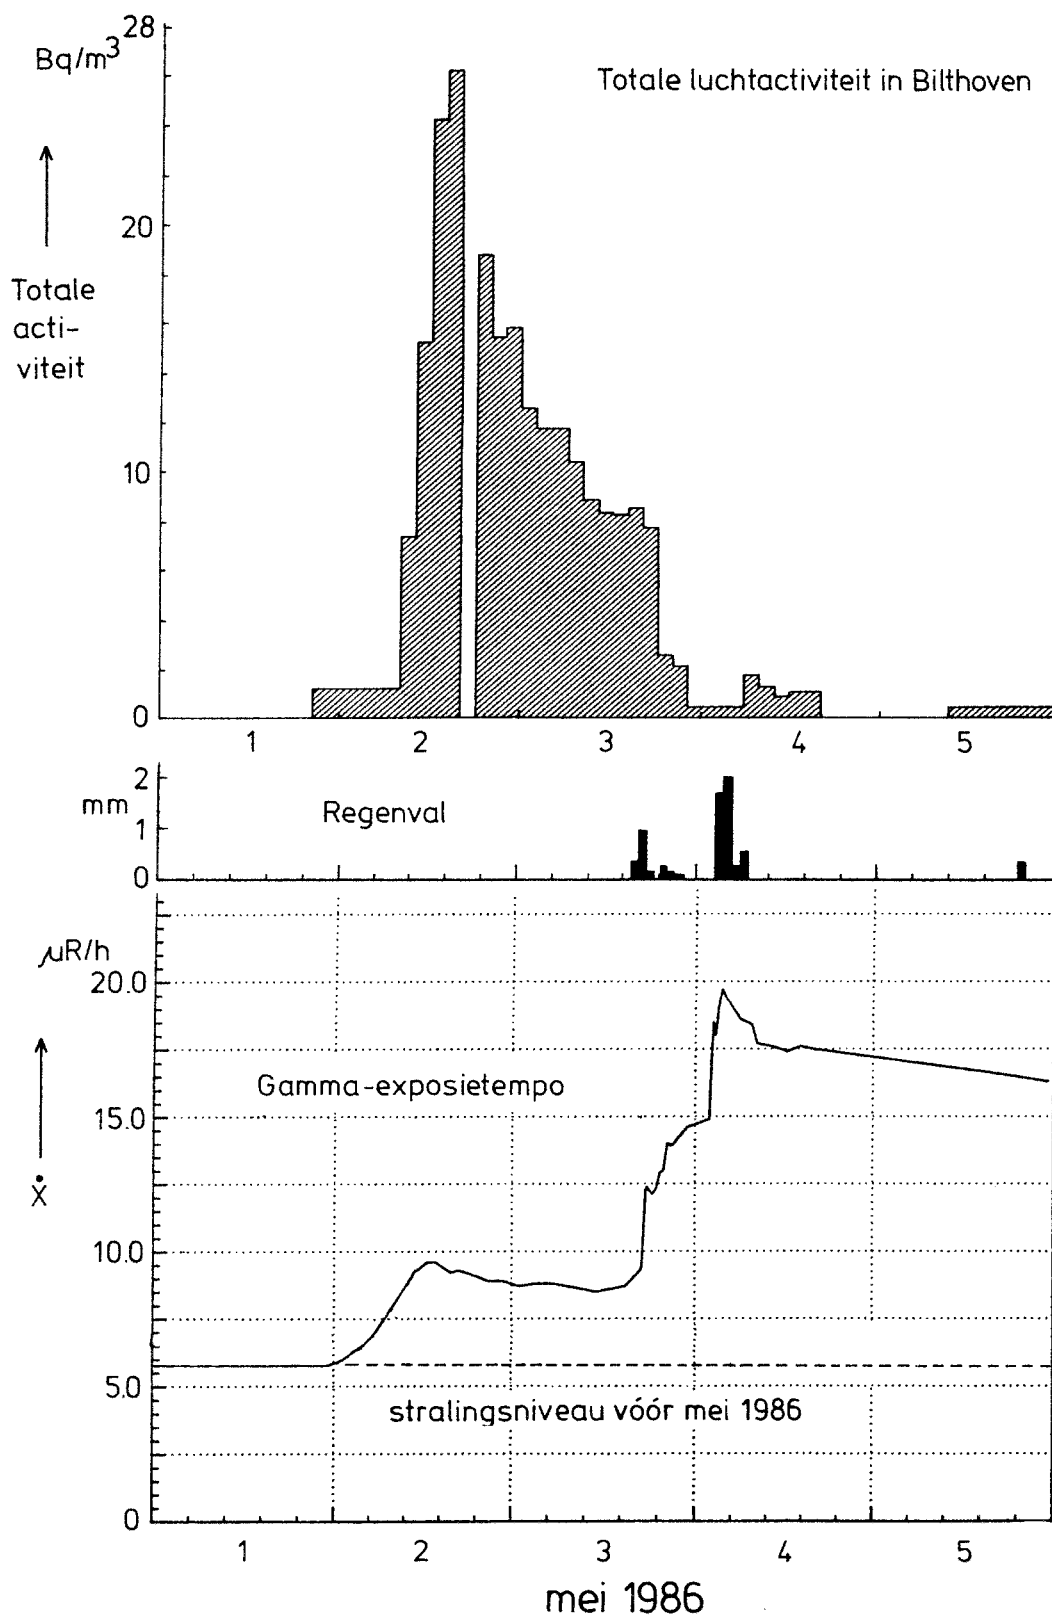 28
Bq/m³
Totale luchtactiviteit in Bilthoven
20
Totale
acti-
viteit
10
0
1 2 3 4 5
2
mm
Regenval
1
0
µR/h
20.0
Gamma-exposietempo
15.0
Ẋ
10.0
5.0
stralingsniveau vóór mei 1986
0
1 2 3 4 5
mei 1986